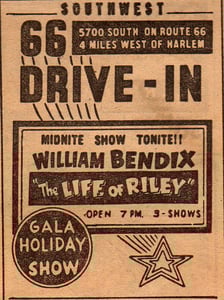 SOUTHWEST
66
5700 SOUTH ON ROUTE 66
4 MILES WEST OF HARLEM
DRIVE-IN
MIDNITE SHOW TONITE!!
WILLIAM BENDIX
"The LIFE of RILEY"
OPEN 7 PM. 3-SHOWS
GALA
HOLIDAY
SHOW